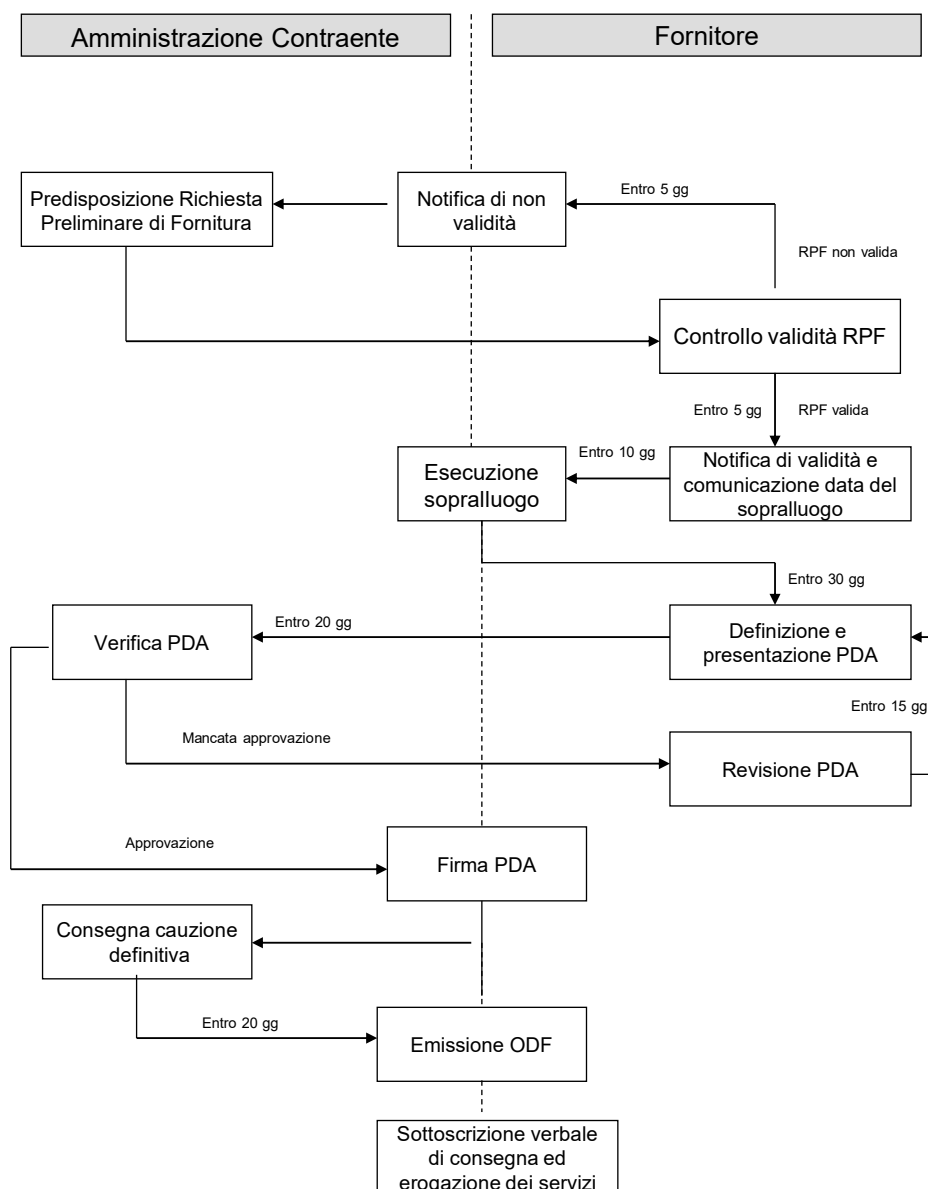 Amministrazione Contraente
Fornitore
Predisposizione Richiesta
Preliminare di Fornitura
Notifica di non
validità
Entro 5 gg
RPF non valida
Controllo validità RPF
Entro 5 gg
RPF valida
Esecuzione
sopralluogo
Entro 10 gg
Notifica di validità e
comunicazione data del
sopralluogo
Entro 30 gg
Verifica PDA
Entro 20 gg
Definizione e
presentazione PDA
Entro 15 gg
Mancata approvazione
Revisione PDA
Approvazione
Firma PDA
Consegna cauzione
definitiva
Entro 20 gg
Emissione ODF
Sottoscrizione verbale
di consegna ed
erogazione dei servizi